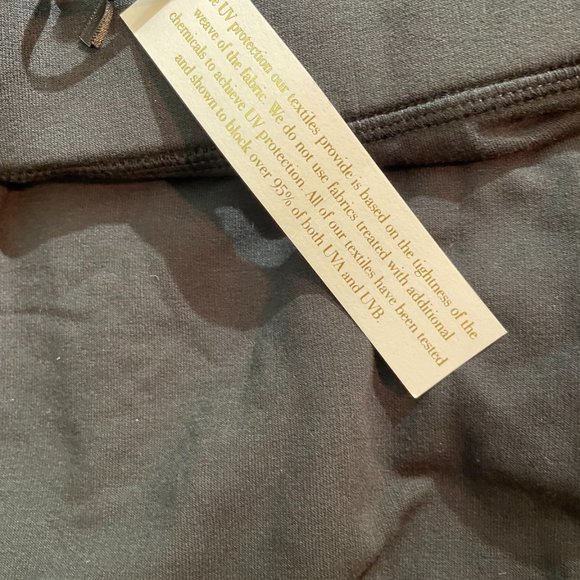 e UV protection our textiles provide is based on the tightness of the
weave of the fabric. We do not use fabrics treated with additional
chemicals to achieve UV protection. All of our textiles have been tested
and shown to block over 95% of both UVA and UVB.